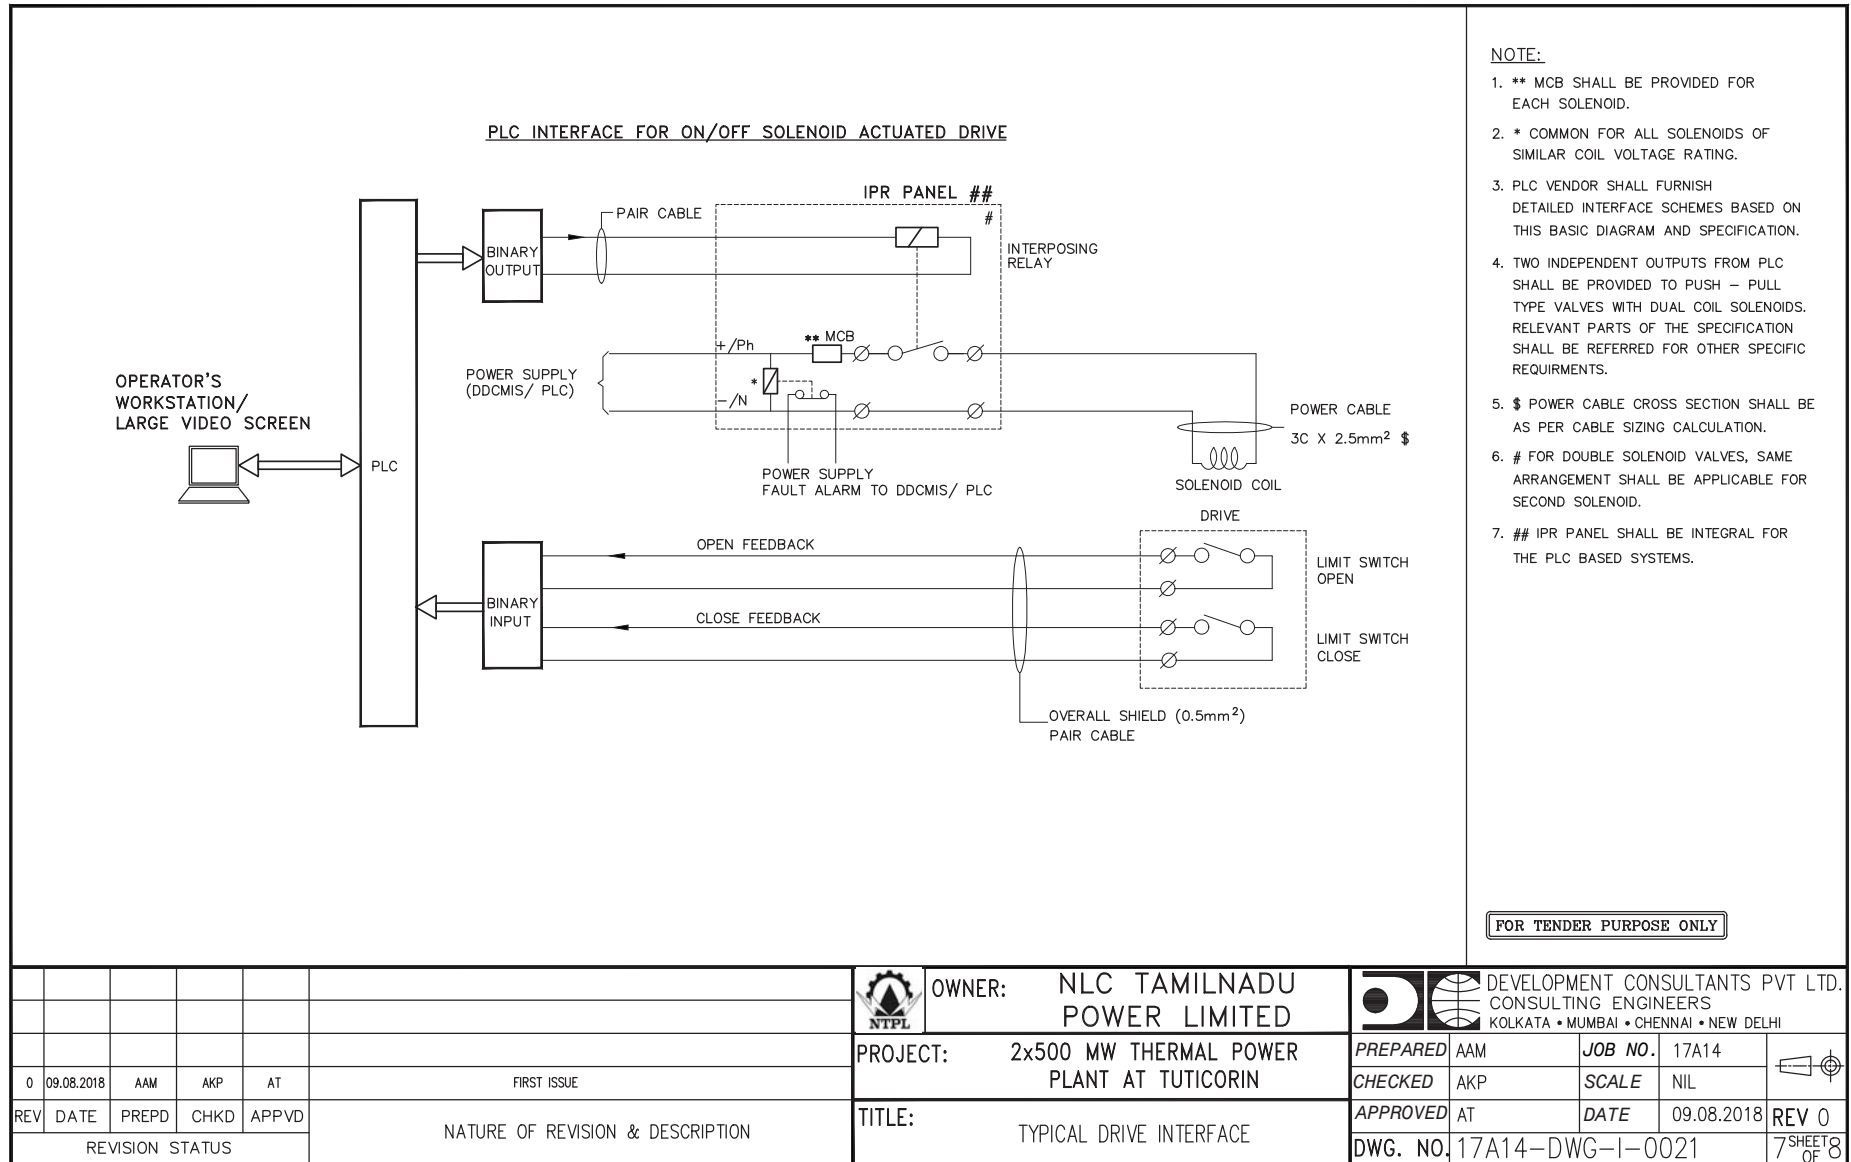 PLC INTERFACE FOR ON/OFF SOLENOID ACTUATED DRIVE
IPR PANEL ##
#
PAIR CABLE
BINARY
OUTPUT
INTERPOSING
RELAY
** MCB
+/Ph
*
-/N
POWER SUPPLY
(DDCMIS/ PLC)
OPERATOR'S
WORKSTATION/
LARGE VIDEO SCREEN
PLC
POWER CABLE
3C X 2.5mm² $
POWER SUPPLY
FAULT ALARM TO DDCMIS/ PLC
SOLENOID COIL
DRIVE
OPEN FEEDBACK
LIMIT SWITCH
OPEN
BINARY
INPUT
CLOSE FEEDBACK
LIMIT SWITCH
CLOSE
OVERALL SHIELD (0.5mm²)
PAIR CABLE
NOTE:
1. ** MCB SHALL BE PROVIDED FOR
EACH SOLENOID.
2. * COMMON FOR ALL SOLENOIDS OF
SIMILAR COIL VOLTAGE RATING.
3. PLC VENDOR SHALL FURNISH
DETAILED INTERFACE SCHEMES BASED ON
THIS BASIC DIAGRAM AND SPECIFICATION.
4. TWO INDEPENDENT OUTPUTS FROM PLC
SHALL BE PROVIDED TO PUSH – PULL
TYPE VALVES WITH DUAL COIL SOLENOIDS.
RELEVANT PARTS OF THE SPECIFICATION
SHALL BE REFERRED FOR OTHER SPECIFIC
REQUIRMENTS.
5. $ POWER CABLE CROSS SECTION SHALL BE
AS PER CABLE SIZING CALCULATION.
6. # FOR DOUBLE SOLENOID VALVES, SAME
ARRANGEMENT SHALL BE APPLICABLE FOR
SECOND SOLENOID.
7. ## IPR PANEL SHALL BE INTEGRAL FOR
THE PLC BASED SYSTEMS.
FOR TENDER PURPOSE ONLY
0 09.08.2018 AAM AKP AT FIRST ISSUE
REV DATE PREPD CHKD APPVD
REVISION STATUS
NATURE OF REVISION & DESCRIPTION
NTPL
OWNER: NLC TAMILNADU
POWER LIMITED
PROJECT: 2x500 MW THERMAL POWER
PLANT AT TUTICORIN
TITLE: TYPICAL DRIVE INTERFACE
DEVELOPMENT CONSULTANTS PVT LTD.
CONSULTING ENGINEERS
KOLKATA • MUMBAI • CHENNAI • NEW DELHI
PREPARED AAM JOB NO. 17A14
CHECKED AKP SCALE NIL
APPROVED AT DATE 09.08.2018 REV 0
DWG. NO. 17A14-DWG-I-0021 7 SHEET OF 8